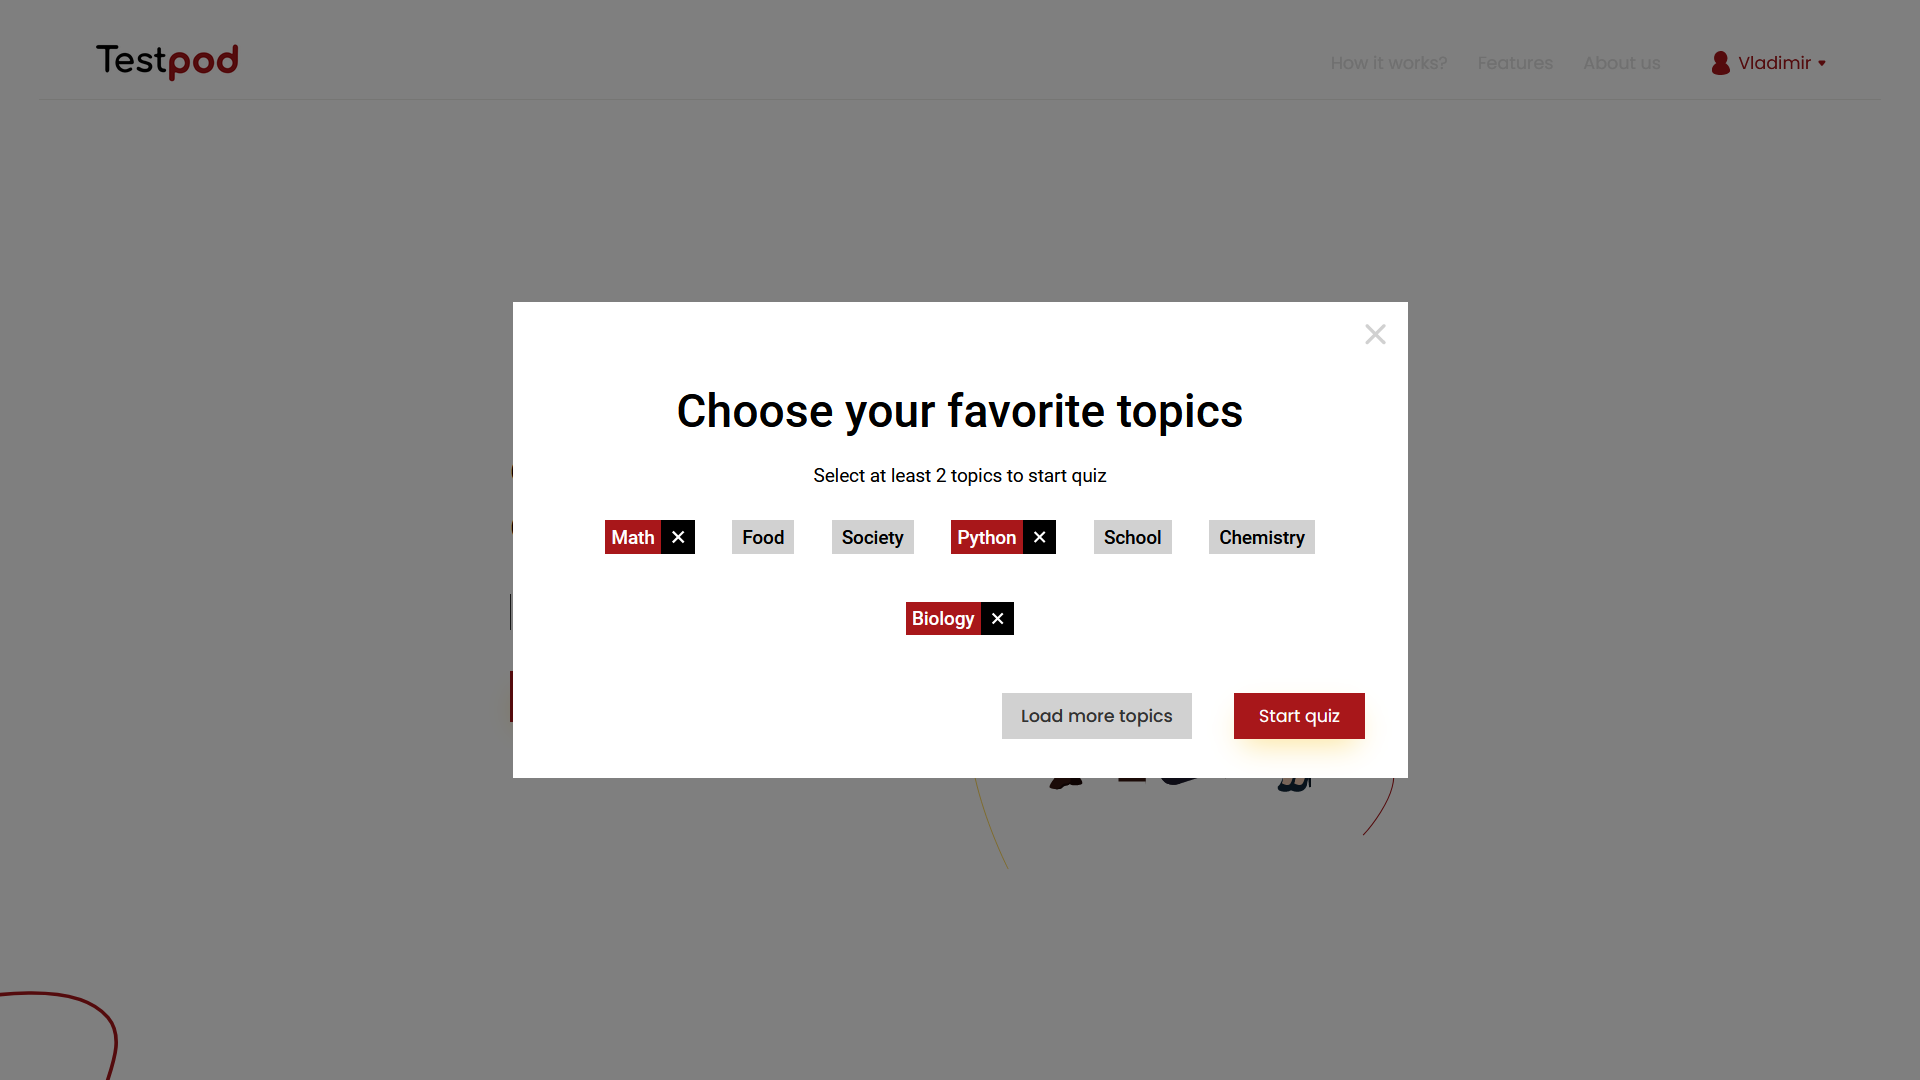 Testpod
How it works? Features About us Vladimir
Choose your favorite topics
Select at least 2 topics to start quiz
Math Food Society Python School Chemistry
Biology
Load more topics Start quiz